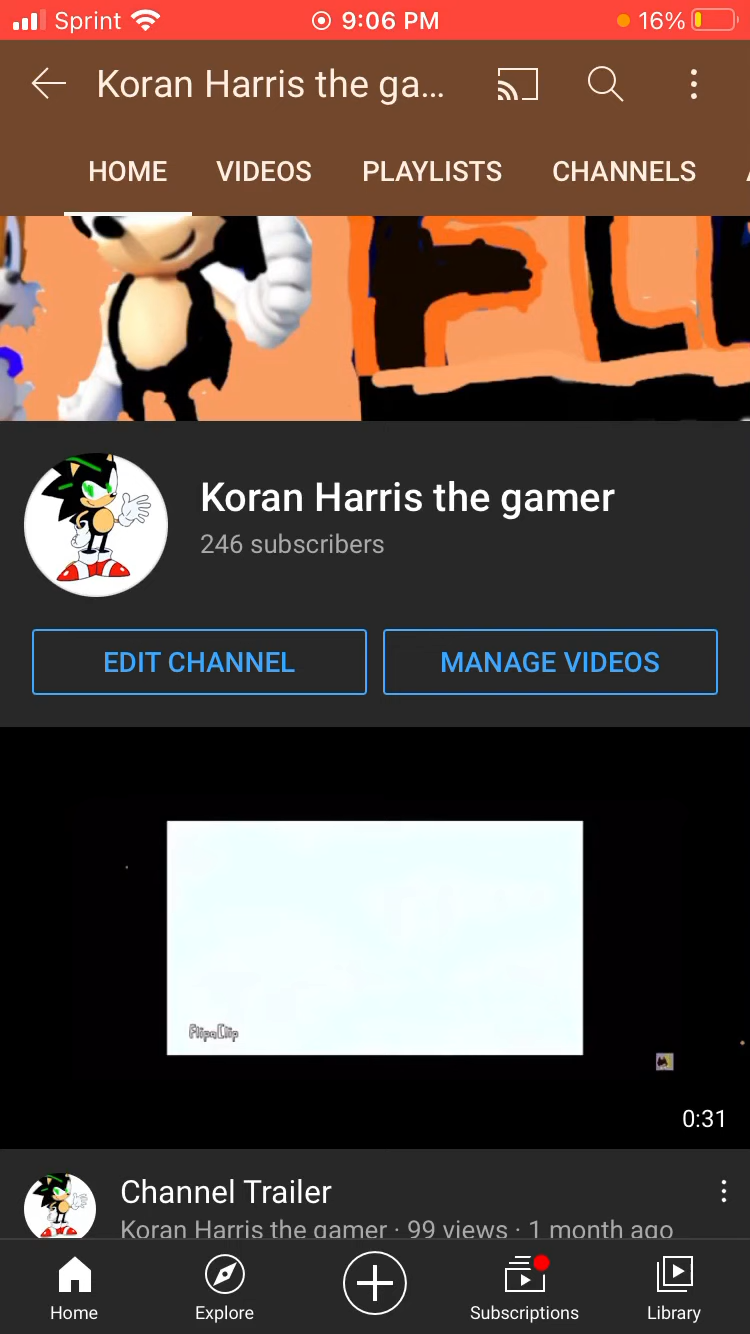 Sprint 9:06 PM 16%
Koran Harris the ga...
HOME VIDEOS PLAYLISTS CHANNELS
Koran Harris the gamer
246 subscribers
EDIT CHANNEL MANAGE VIDEOS
FlipaClip
0:31
Channel Trailer
Koran Harris the gamer · 99 views · 1 month ago
Home Explore Subscriptions Library